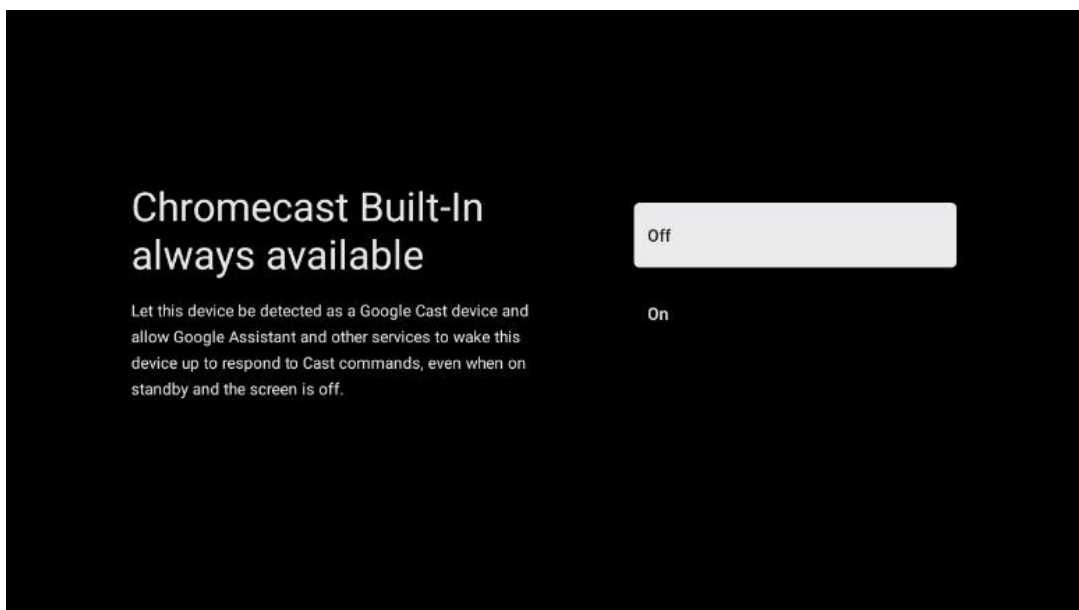 Chromecast Built-In
always available
Let this device be detected as a Google Cast device and
allow Google Assistant and other services to wake this
device up to respond to Cast commands, even when on
standby and the screen is off.
Off
On